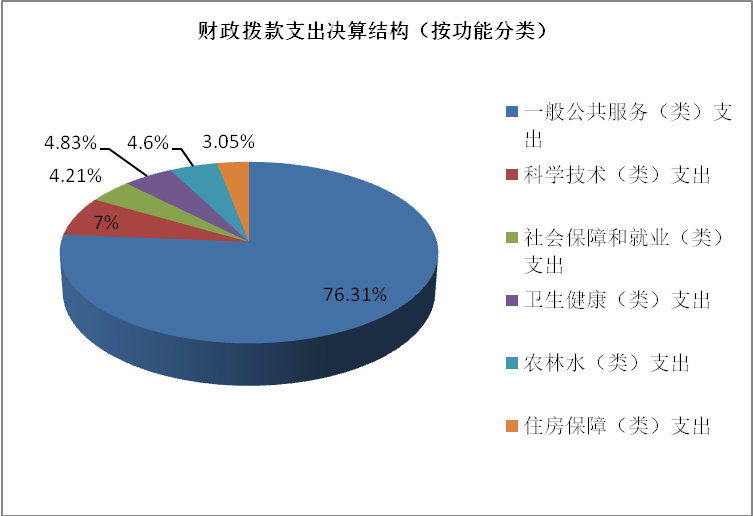 财政拨款支出决算结构（按功能分类）
4.83%
4.6%
3.05%
4.21%
7%
76.31%
一般公共服务（类）支
出
科学技术（类）支出
社会保障和就业（类）
支出
卫生健康（类）支出
农林水（类）支出
住房保障（类）支出